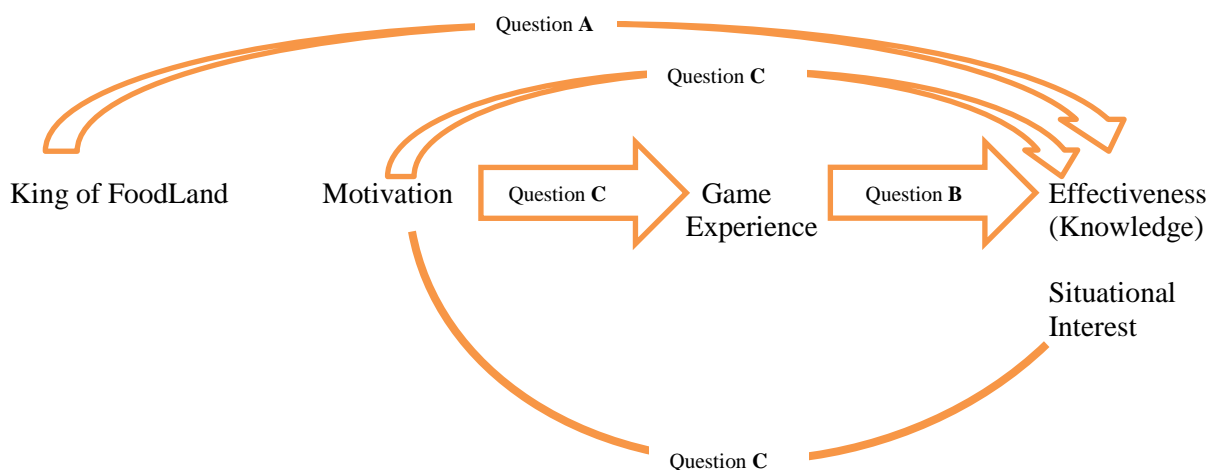 Question A
Question C
King of FoodLand
Motivation
Question C
Game
Experience
Question B
Effectiveness
(Knowledge)
Situational
Interest
Question C